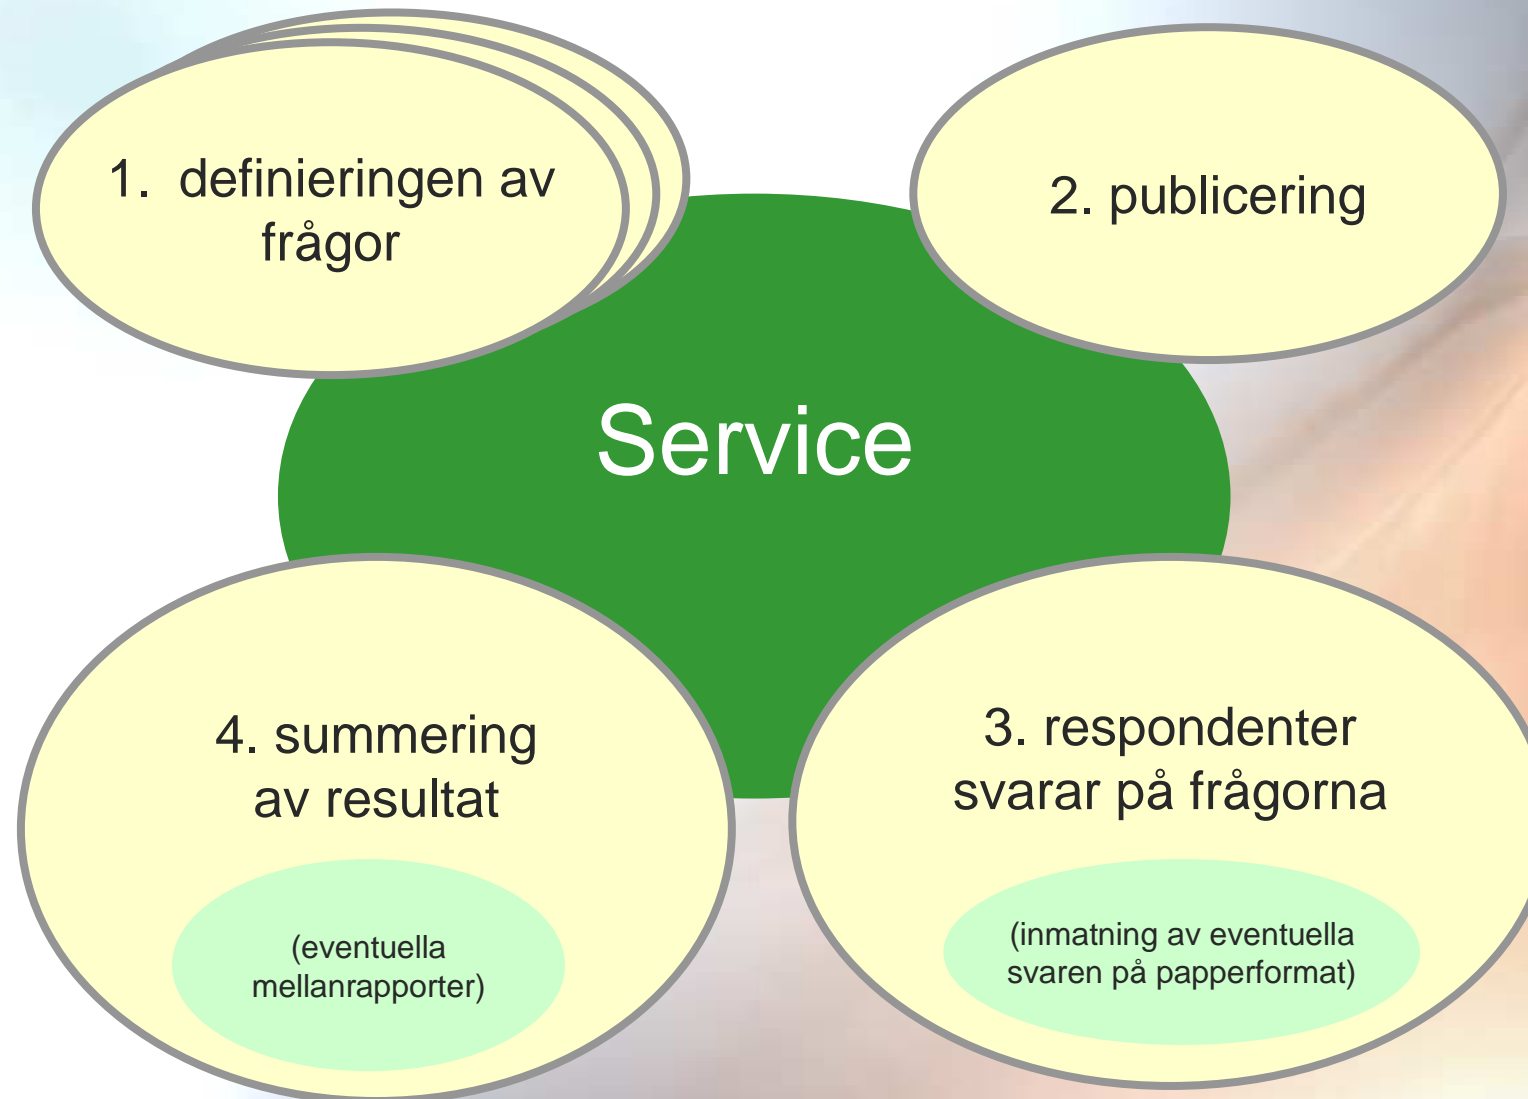 1. definieringen av
frågor
2. publicering
Service
4. summering
av resultat
(eventuella
mellanrapporter)
3. respondenter
svarar på frågorna
(inmatning av eventuella
svaren på papperformat)